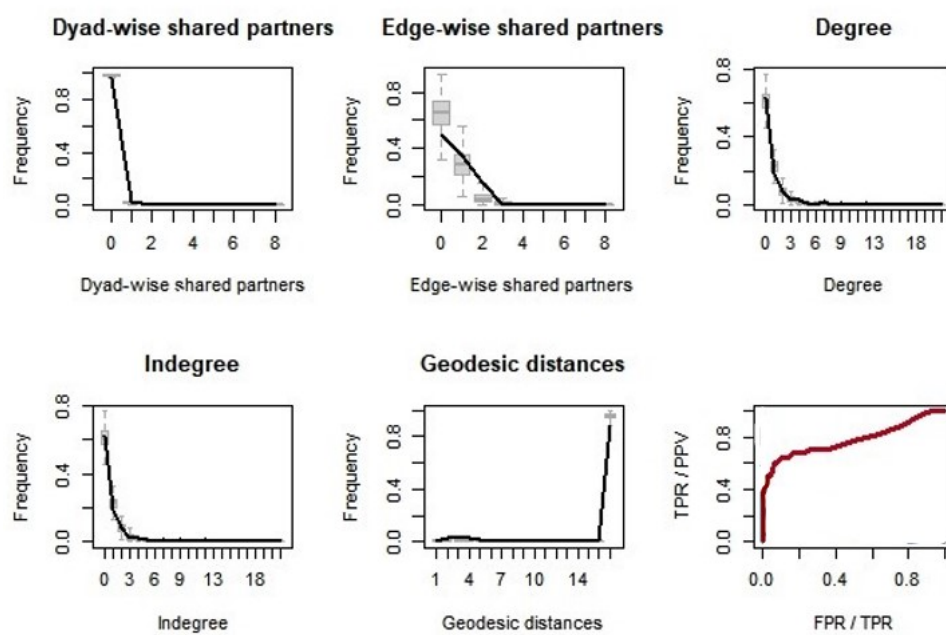 Dyad-wise shared partners
Frequency
0.0 0.4 0.8
0 2 4 6 8
Dyad-wise shared partners
Edge-wise shared partners
Frequency
0.0 0.4 0.8
0 2 4 6 8
Edge-wise shared partners
Degree
Frequency
0.0 0.4 0.8
0 3 6 9 13 18
Degree
Indegree
Frequency
0.0 0.4 0.8
0 3 6 9 13 18
Indegree
Geodesic distances
Frequency
0.0 0.4 0.8
1 4 7 10 14
Geodesic distances
TPR / PPV
0.0 0.4 0.8
0.0 0.4 0.8
FPR / TPR